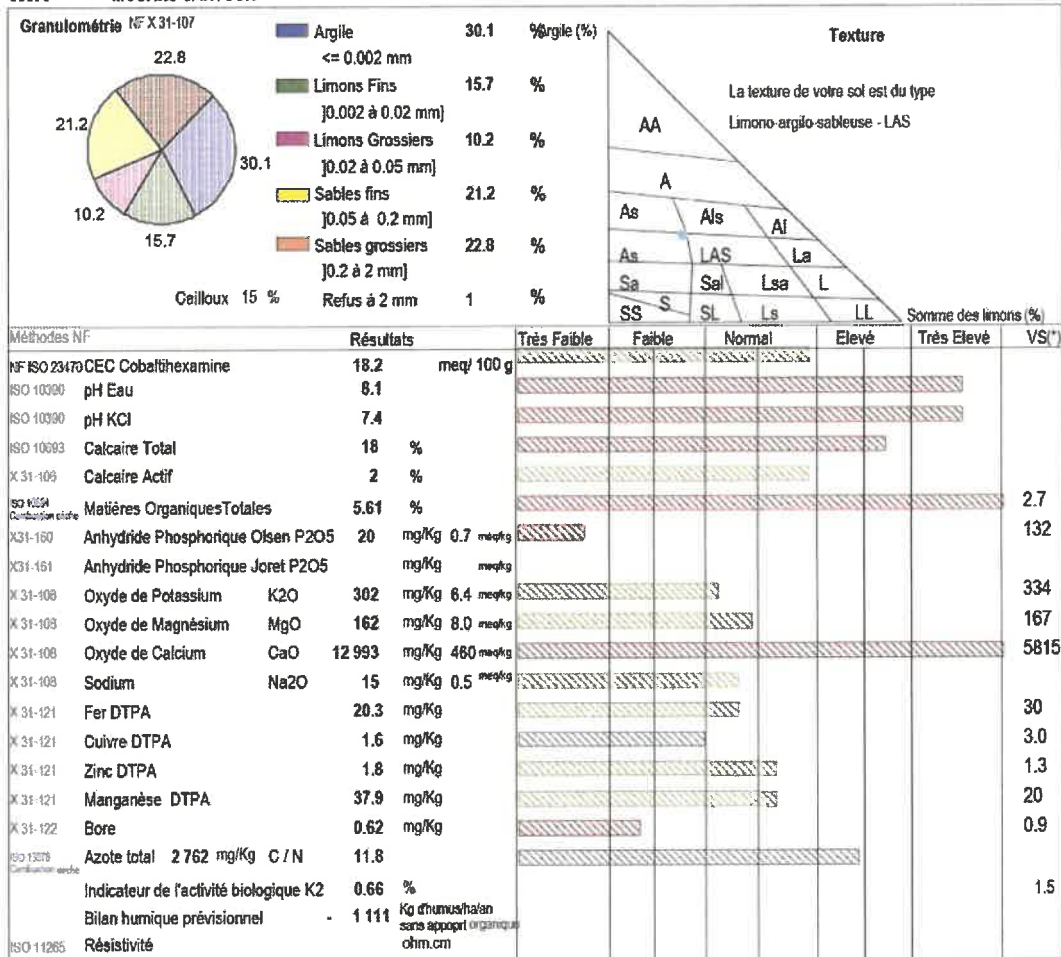 Granulométrie NF X 31-107
22.8
21.2
30.1
10.2
15.7
Argile 30.1 %
<= 0.002 mm
Limons Fins 15.7 %
]0.002 à 0.02 mm]
Limons Grossiers 10.2 %
]0.02 à 0.05 mm]
Sables fins 21.2 %
]0.05 à 0.2 mm]
Sables grossiers 22.8 %
]0.2 à 2 mm]
Cailloux 15 % Refus à 2 mm 1 %
Argile (%)
Texture
La texture de votre sol est du type
Limono-argilo-sableuse - LAS
AA
A
As Als Al
As LAS La
Sa Sal Lsa L
SS S SL Ls LL
Somme des limons (%)
Méthodes NF Résultats Très Faible Faible Normal Elevé Très Elevé VS(*)
NF ISO 23470 CEC Cobaltihexamine 18.2 meq/ 100 g
ISO 10390 pH Eau 8.1
ISO 10390 pH KCl 7.4
ISO 10693 Calcaire Total 18 %
X 31-106 Calcaire Actif 2 %
ISO 10694 Combustion sèche Matières OrganiquesTotales 5.61 % 2.7
X31-160 Anhydride Phosphorique Olsen P2O5 20 mg/Kg 0.7 meq/kg 132
X31-161 Anhydride Phosphorique Joret P2O5 mg/Kg meq/kg
X 31-108 Oxyde de Potassium K2O 302 mg/Kg 6.4 meq/kg 334
X 31-108 Oxyde de Magnésium MgO 162 mg/Kg 8.0 meq/kg 167
X 31-108 Oxyde de Calcium CaO 12 993 mg/Kg 460 meq/kg 5815
X 31-108 Sodium Na2O 15 mg/Kg 0.5 meq/kg
X 31-121 Fer DTPA 20.3 mg/Kg 30
X 31-121 Cuivre DTPA 1.6 mg/Kg 3.0
X 31-121 Zinc DTPA 1.8 mg/Kg 1.3
X 31-121 Manganèse DTPA 37.9 mg/Kg 20
X 31-122 Bore 0.62 mg/Kg 0.9
ISO 13878 Combustion sèche Azote total 2 762 mg/Kg C / N 11.8
Indicateur de l'activité biologique K2 0.66 % 1.5
Bilan humique prévisionnel - 1 111 Kg d'humus/ha/an
sans apport organique
ISO 11265 Résistivité ohm.cm